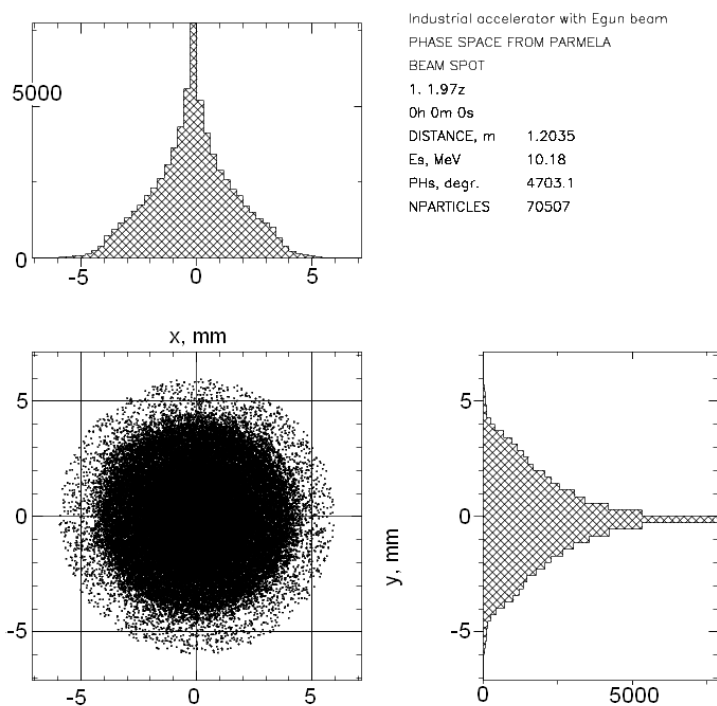 Industrial accelerator with Egun beam
PHASE SPACE FROM PARMELA
BEAM SPOT
1. 1.97z
0h 0m 0s
DISTANCE, m 1.2035
Es, MeV 10.18
PHs, degr. 4703.1
NPARTICLES 70507
5000
0
-5 0 5
x, mm
5
0
-5
-5 0 5
y, mm
5
0
-5
0 5000